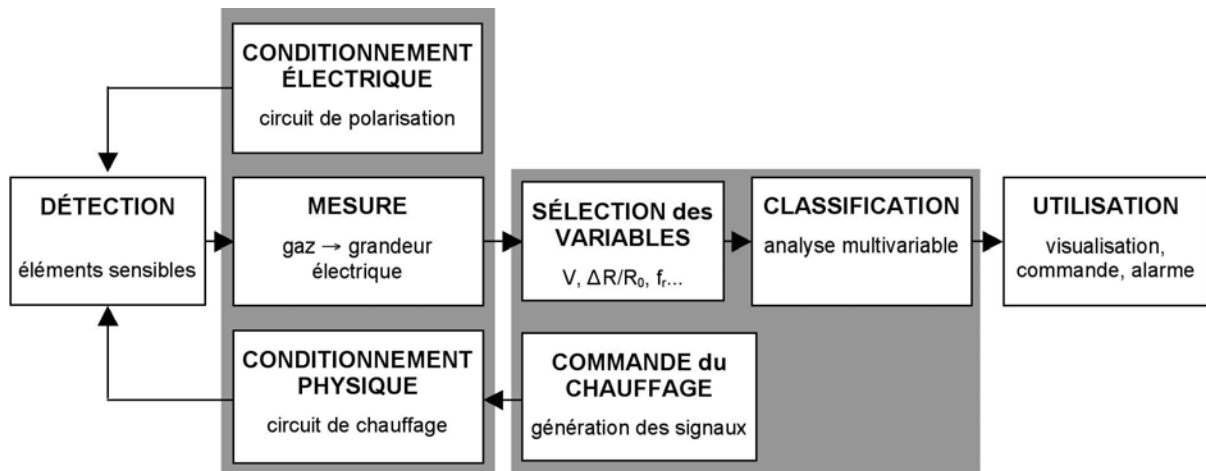 CONDITIONNEMENT
ÉLECTRIQUE
circuit de polarisation
DÉTECTION
éléments sensibles
MESURE
gaz → grandeur
électrique
SÉLECTION des
VARIABLES
V, ΔR/R₀, fᵣ...
CLASSIFICATION
analyse multivariable
UTILISATION
visualisation,
commande, alarme
CONDITIONNEMENT
PHYSIQUE
circuit de chauffage
COMMANDE du
CHAUFFAGE
génération des signaux